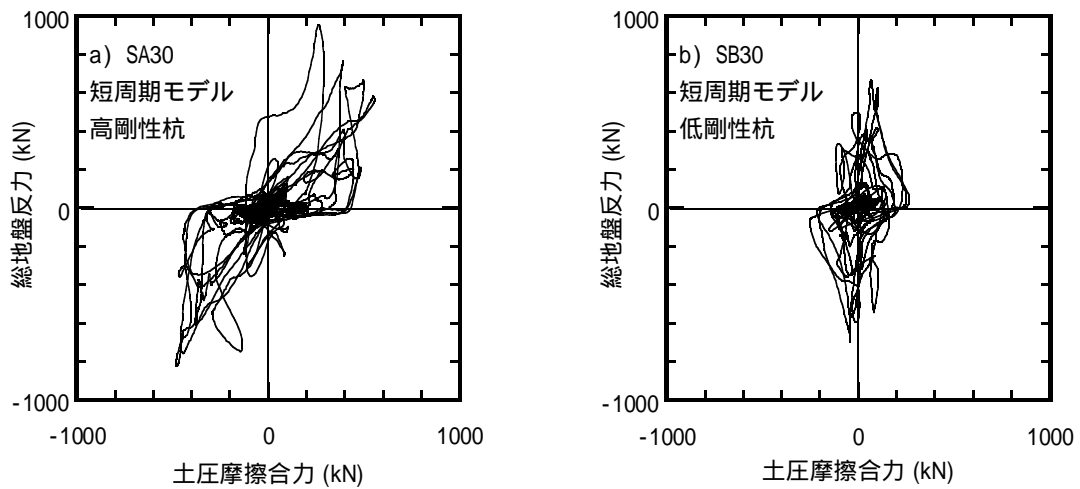 1000
a) SA30
短周期モデル
高剛性杭
総地盤反力 (kN)
0
-1000
-1000 0 1000
土圧摩擦合力 (kN)
1000
b) SB30
短周期モデル
低剛性杭
総地盤反力 (kN)
0
-1000
-1000 0 1000
土圧摩擦合力 (kN)